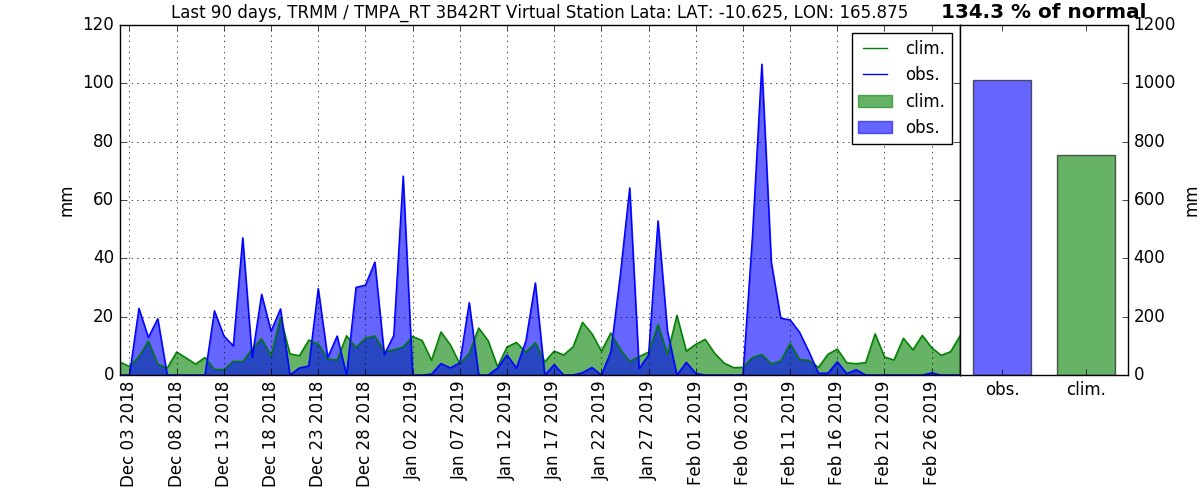 Last 90 days, TRMM / TMPA_RT 3B42RT Virtual Station Lata: LAT: -10.625, LON: 165.875
134.3 % of normal
mm
120
100
80
60
40
20
0
clim.
obs.
clim.
obs.
Dec 03 2018
Dec 08 2018
Dec 13 2018
Dec 18 2018
Dec 23 2018
Dec 28 2018
Jan 02 2019
Jan 07 2019
Jan 12 2019
Jan 17 2019
Jan 22 2019
Jan 27 2019
Feb 01 2019
Feb 06 2019
Feb 11 2019
Feb 16 2019
Feb 21 2019
Feb 26 2019
1200
1000
800
600
400
200
0
mm
obs.
clim.